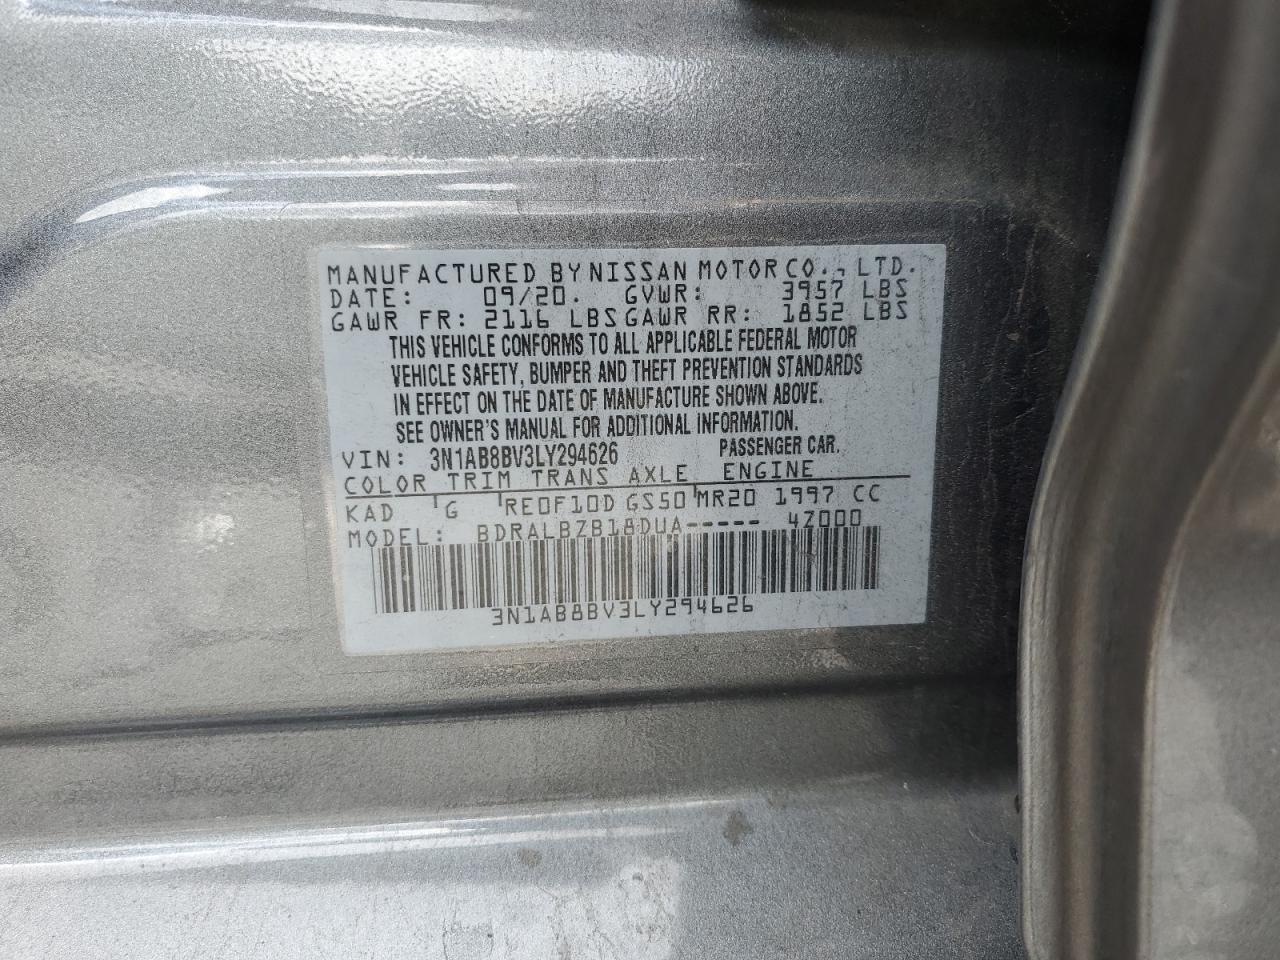 MANUFACTURED BY NISSAN MOTOR CO., LTD.
DATE: 09/20. GVWR: 3957 LBS
GAWR FR: 2116 LBS GAWR RR: 1852 LBS
THIS VEHICLE CONFORMS TO ALL APPLICABLE FEDERAL MOTOR
VEHICLE SAFETY, BUMPER AND THEFT PREVENTION STANDARDS
IN EFFECT ON THE DATE OF MANUFACTURE SHOWN ABOVE.
SEE OWNER'S MANUAL FOR ADDITIONAL INFORMATION.
VIN: 3N1AB8BV3LY294626 PASSENGER CAR.
COLOR TRIM TRANS AXLE ENGINE
KAD G RE0F10D GS50 MR20 1997 CC
MODEL: BDRALBZB18DUA----- 4Z000
3N1AB8BV3LY294626